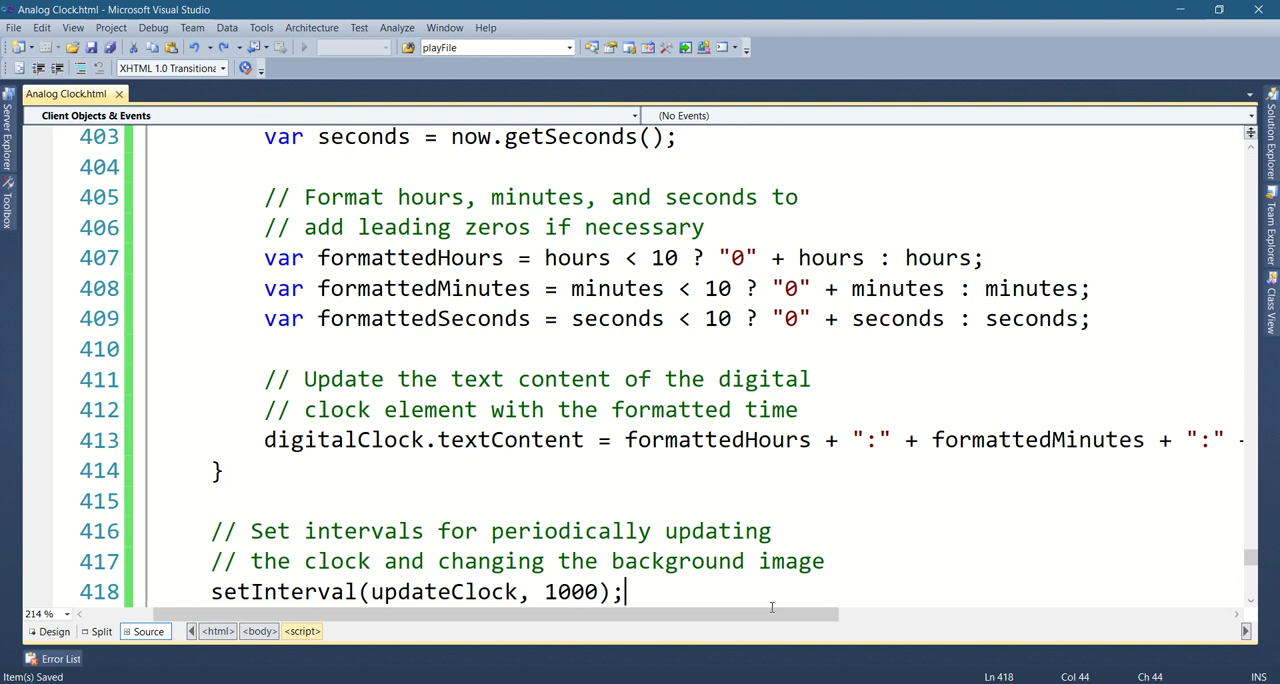 Analog Clock.html - Microsoft Visual Studio
File Edit View Project Debug Team Data Tools Architecture Test Analyze Window Help
playFile
XHTML 1.0 Transitiona
Analog Clock.html
Client Objects & Events (No Events)
403 var seconds = now.getSeconds();
404
405 // Format hours, minutes, and seconds to
406 // add leading zeros if necessary
407 var formattedHours = hours < 10 ? "0" + hours : hours;
408 var formattedMinutes = minutes < 10 ? "0" + minutes : minutes;
409 var formattedSeconds = seconds < 10 ? "0" + seconds : seconds;
410
411 // Update the text content of the digital
412 // clock element with the formatted time
413 digitalClock.textContent = formattedHours + ":" + formattedMinutes + ":" +
414 }
415
416 // Set intervals for periodically updating
417 // the clock and changing the background image
418 setInterval(updateClock, 1000);
214 %
Design Split Source <html> <body> <script>
Error List
Item(s) Saved Ln 418 Col 44 Ch 44 INS
Server Explorer
Toolbox
Solution Explorer
Team Explorer
Class View